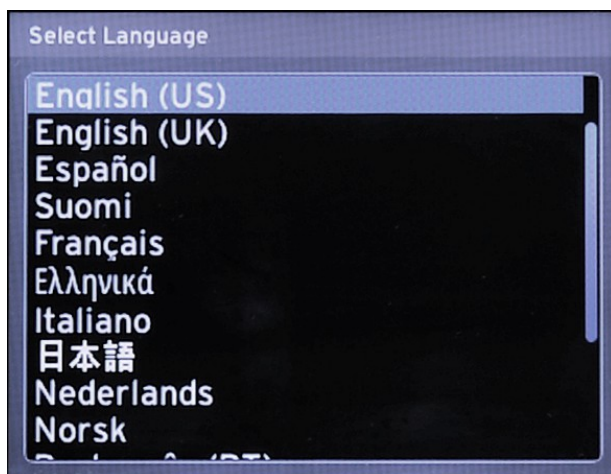 Select Language
English (US)
English (UK)
Español
Suomi
Français
Ελληνικά
Italiano
日本語
Nederlands
Norsk